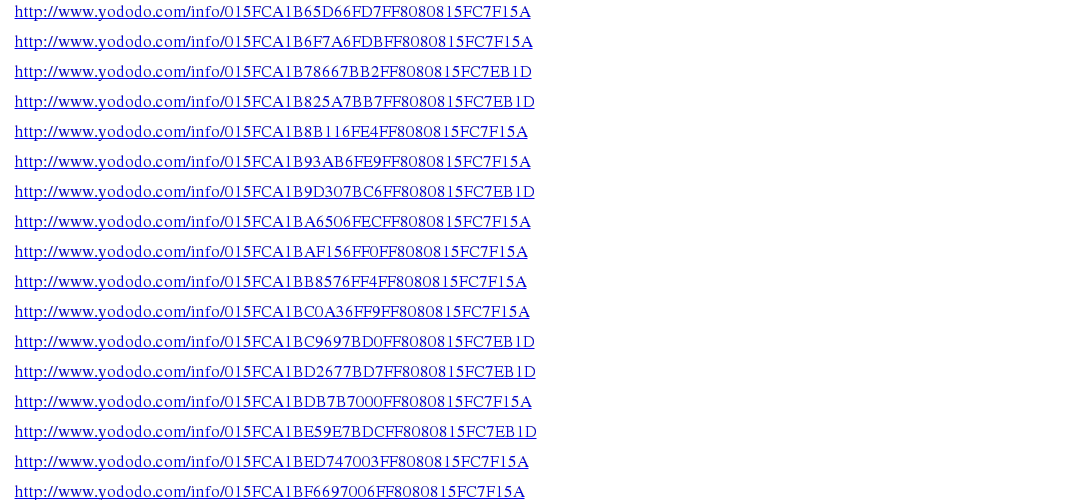 http://www.yododo.com/info/015FCA1B65D66FD7FF8080815FC7F15A
http://www.yododo.com/info/015FCA1B6F7A6FDBFF8080815FC7F15A
http://www.yododo.com/info/015FCA1B78667BB2FF8080815FC7EB1D
http://www.yododo.com/info/015FCA1B825A7BB7FF8080815FC7EB1D
http://www.yododo.com/info/015FCA1B8B116FE4FF8080815FC7F15A
http://www.yododo.com/info/015FCA1B93AB6FE9FF8080815FC7F15A
http://www.yododo.com/info/015FCA1B9D307BC6FF8080815FC7EB1D
http://www.yododo.com/info/015FCA1BA6506FECFF8080815FC7F15A
http://www.yododo.com/info/015FCA1BAF156FF0FF8080815FC7F15A
http://www.yododo.com/info/015FCA1BB8576FF4FF8080815FC7F15A
http://www.yododo.com/info/015FCA1BC0A36FF9FF8080815FC7F15A
http://www.yododo.com/info/015FCA1BC9697BD0FF8080815FC7EB1D
http://www.yododo.com/info/015FCA1BD2677BD7FF8080815FC7EB1D
http://www.yododo.com/info/015FCA1BDB7B7000FF8080815FC7F15A
http://www.yododo.com/info/015FCA1BE59E7BDCFF8080815FC7EB1D
http://www.yododo.com/info/015FCA1BED747003FF8080815FC7F15A
http://www.yododo.com/info/015FCA1BF6697006FF8080815FC7F15A